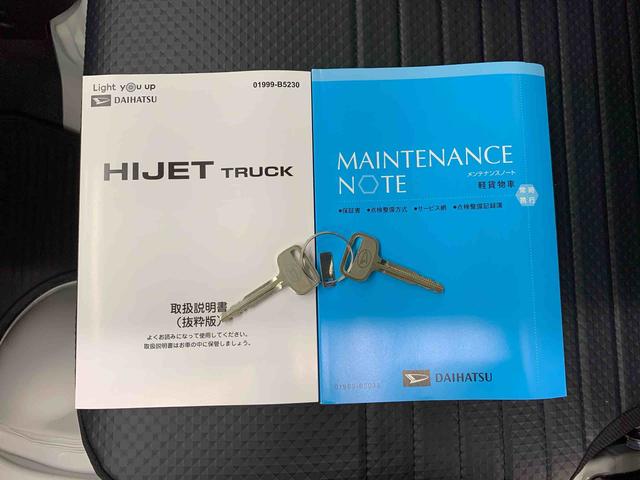 Light you up
DAIHATSU
01999-B5230
HIJET TRUCK
取扱説明書
（抜粋版）
よくお読みになって使用してください。
取扱説明書はお車の中に保管しましょう。
MAINTENANCE
NOTE
メンテナンスノート
軽貨物車
常時
携行
●保証書 ●点検整備方式 ●サービス網 ●点検整備記録簿
DAIHATSU